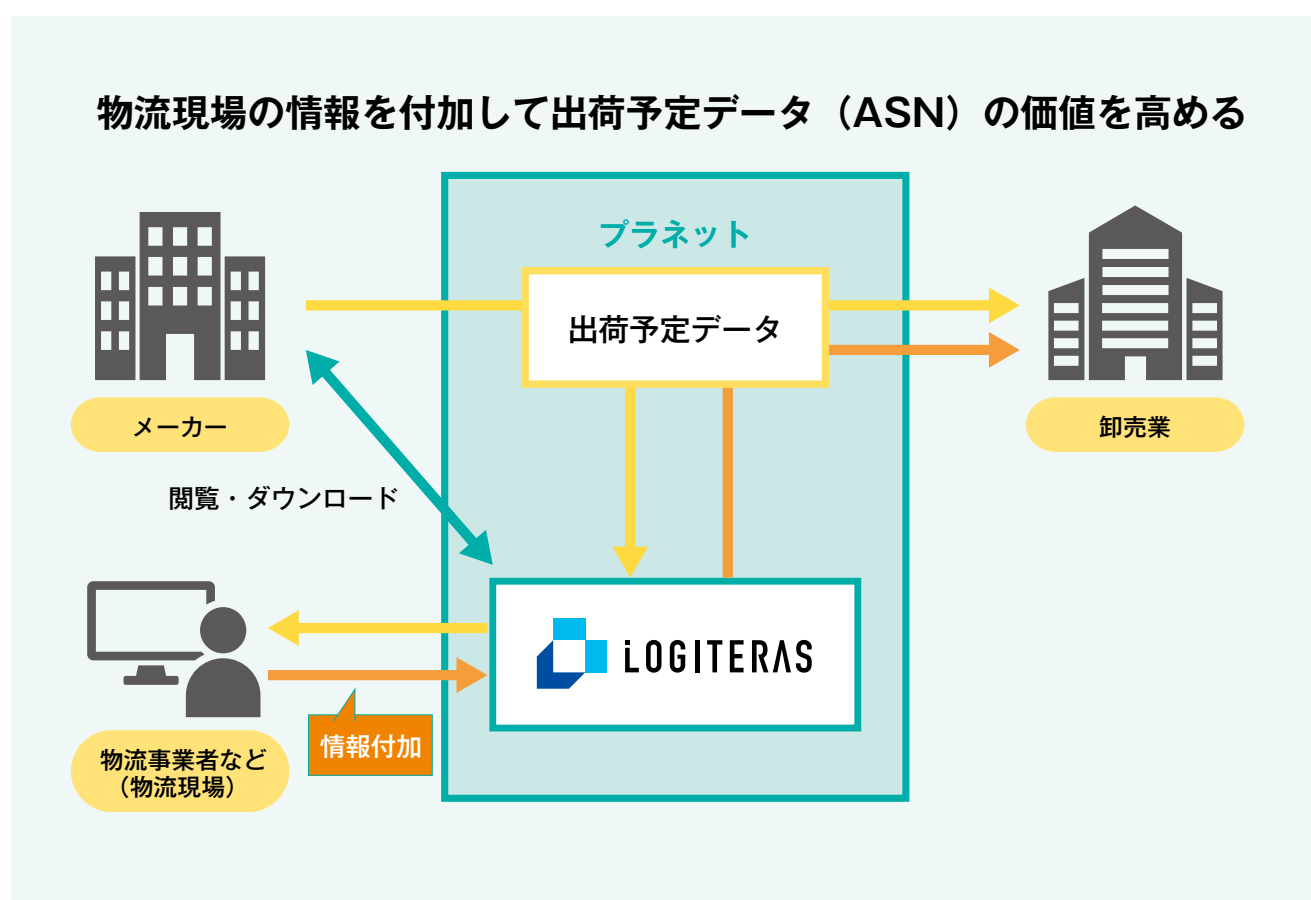 物流現場の情報を付加して出荷予定データ（ASN）の価値を高める
プラネット
出荷予定データ
メーカー
卸売業
閲覧・ダウンロード
LOGITERAS
情報付加
物流事業者など
（物流現場）